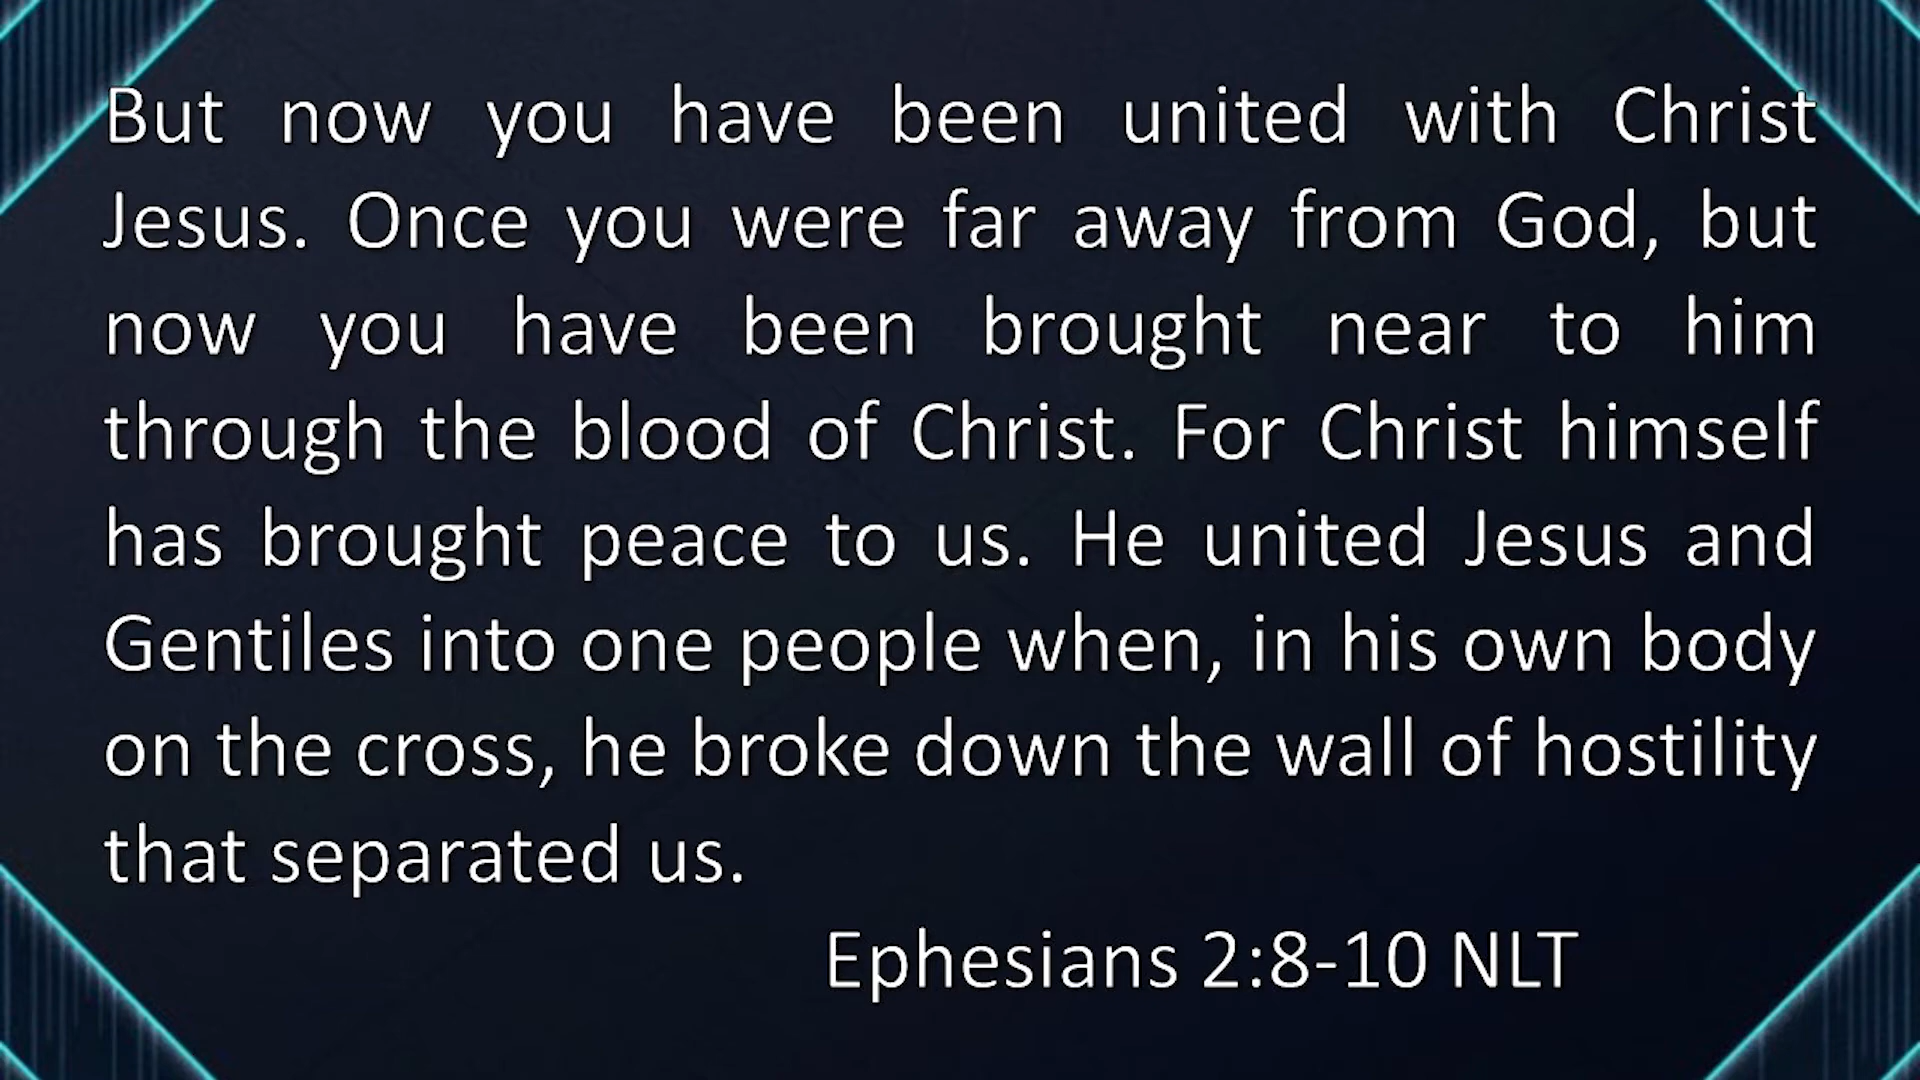 But now you have been united with Christ
Jesus. Once you were far away from God, but
now you have been brought near to him
through the blood of Christ. For Christ himself
has brought peace to us. He united Jesus and
Gentiles into one people when, in his own body
on the cross, he broke down the wall of hostility
that separated us.
Ephesians 2:8-10 NLT